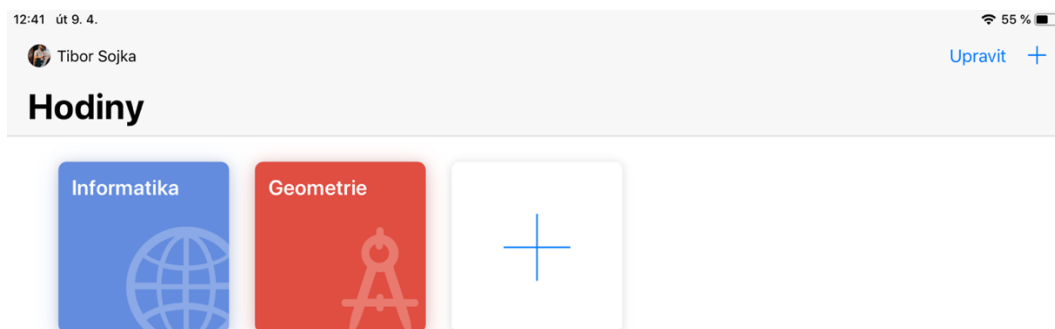 12:41 út 9. 4. 55 %
Tibor Sojka Upravit
Hodiny
Informatika Geometrie